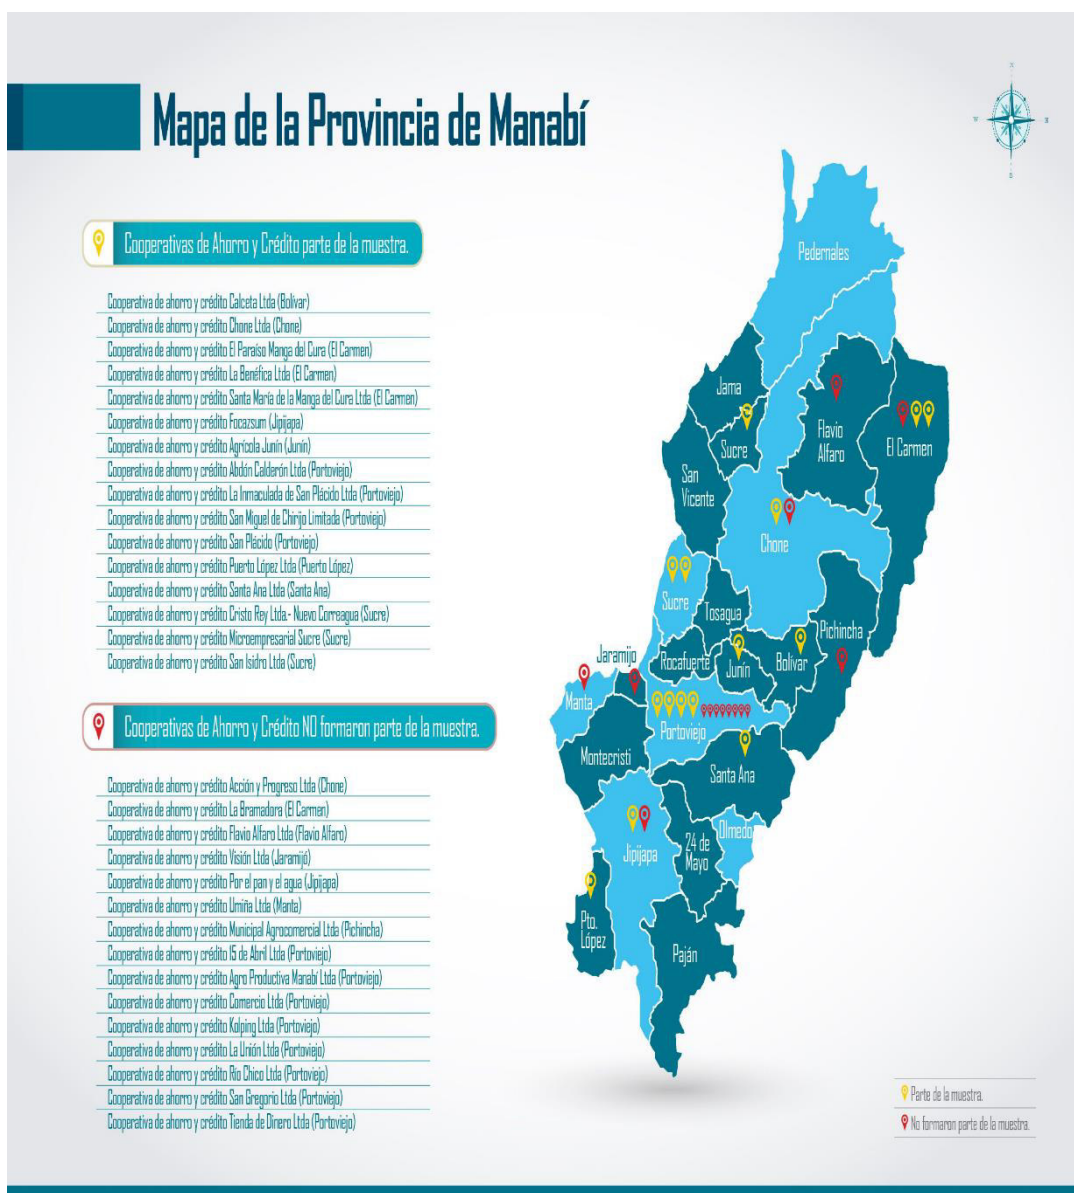 Mapa de la Provincia de Manabí
N
W
E
S
Cooperativas de Ahorro y Crédito parte de la muestra.
Cooperativa de ahorro y crédito Calceta Ltda (Bolívar)
Cooperativa de ahorro y crédito Chone Ltda (Chone)
Cooperativa de ahorro y crédito El Paraíso Manga del Cura (El Carmen)
Cooperativa de ahorro y crédito La Benéfica Ltda (El Carmen)
Cooperativa de ahorro y crédito Santa María de la Manga del Cura Ltda (El Carmen)
Cooperativa de ahorro y crédito Focazsum (Jipijapa)
Cooperativa de ahorro y crédito Agrícola Junín (Junín)
Cooperativa de ahorro y crédito Abdón Calderón Ltda (Portoviejo)
Cooperativa de ahorro y crédito La Inmaculada de San Plácido Ltda (Portoviejo)
Cooperativa de ahorro y crédito San Miguel de Chirijo Limitada (Portoviejo)
Cooperativa de ahorro y crédito San Plácido (Portoviejo)
Cooperativa de ahorro y crédito Puerto López Ltda (Puerto López)
Cooperativa de ahorro y crédito Santa Ana Ltda (Santa Ana)
Cooperativa de ahorro y crédito Cristo Rey Ltda.- Nuevo Correagua (Sucre)
Cooperativa de ahorro y crédito Microempresarial Sucre (Sucre)
Cooperativa de ahorro y crédito San Isidro Ltda (Sucre)
Cooperativas de Ahorro y Crédito NO formaron parte de la muestra.
Cooperativa de ahorro y crédito Acción y Progreso Ltda (Chone)
Cooperativa de ahorro y crédito La Bramadora (El Carmen)
Cooperativa de ahorro y crédito Flavio Alfaro Ltda (Flavio Alfaro)
Cooperativa de ahorro y crédito Visión Ltda (Jaramijó)
Cooperativa de ahorro y crédito Por el pan y el agua (Jipijapa)
Cooperativa de ahorro y crédito Umiña Ltda (Manta)
Cooperativa de ahorro y crédito Municipal Agrocomercial Ltda (Pichincha)
Cooperativa de ahorro y crédito 15 de Abril Ltda (Portoviejo)
Cooperativa de ahorro y crédito Agro Productiva Manabí Ltda (Portoviejo)
Cooperativa de ahorro y crédito Comercio Ltda (Portoviejo)
Cooperativa de ahorro y crédito Kolping Ltda (Portoviejo)
Cooperativa de ahorro y crédito La Unión Ltda (Portoviejo)
Cooperativa de ahorro y crédito Río Chico Ltda (Portoviejo)
Cooperativa de ahorro y crédito San Gregorio Ltda (Portoviejo)
Cooperativa de ahorro y crédito Tienda de Dinero Ltda (Portoviejo)
Pedernales
Jama
Sucre
Flavio
Alfaro
El Carmen
San
Vicente
Chone
Sucre
Tosagua
Pichincha
Jaramijo
Rocafuerte
Junín
Bolívar
Manta
Portoviejo
Montecristi
Santa Ana
Olmedo
24 de
Mayo
Jipijapa
Pto.
López
Paján
Parte de la muestra.
No formaron parte de la muestra.